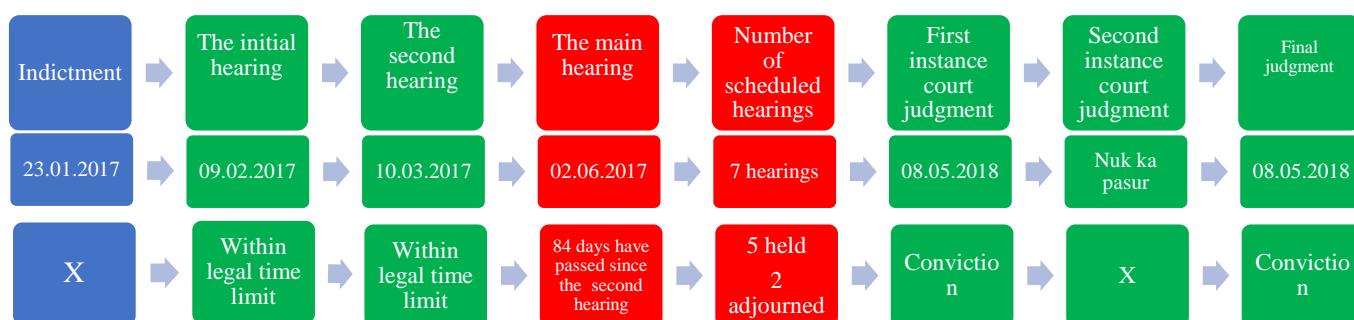 Indictment
The initial
hearing
The
second
hearing
The main
hearing
Number
of
scheduled
hearings
First
instance
court
judgment
Second
instance
court
judgment
Final
judgment
23.01.2017
09.02.2017
10.03.2017
02.06.2017
7 hearings
08.05.2018
Nuk ka
pasur
08.05.2018
X
Within
legal time
limit
Within
legal time
limit
84 days have
passed since
the second
hearing
5 held
2
adjourned
Convictio
n
X
Convictio
n